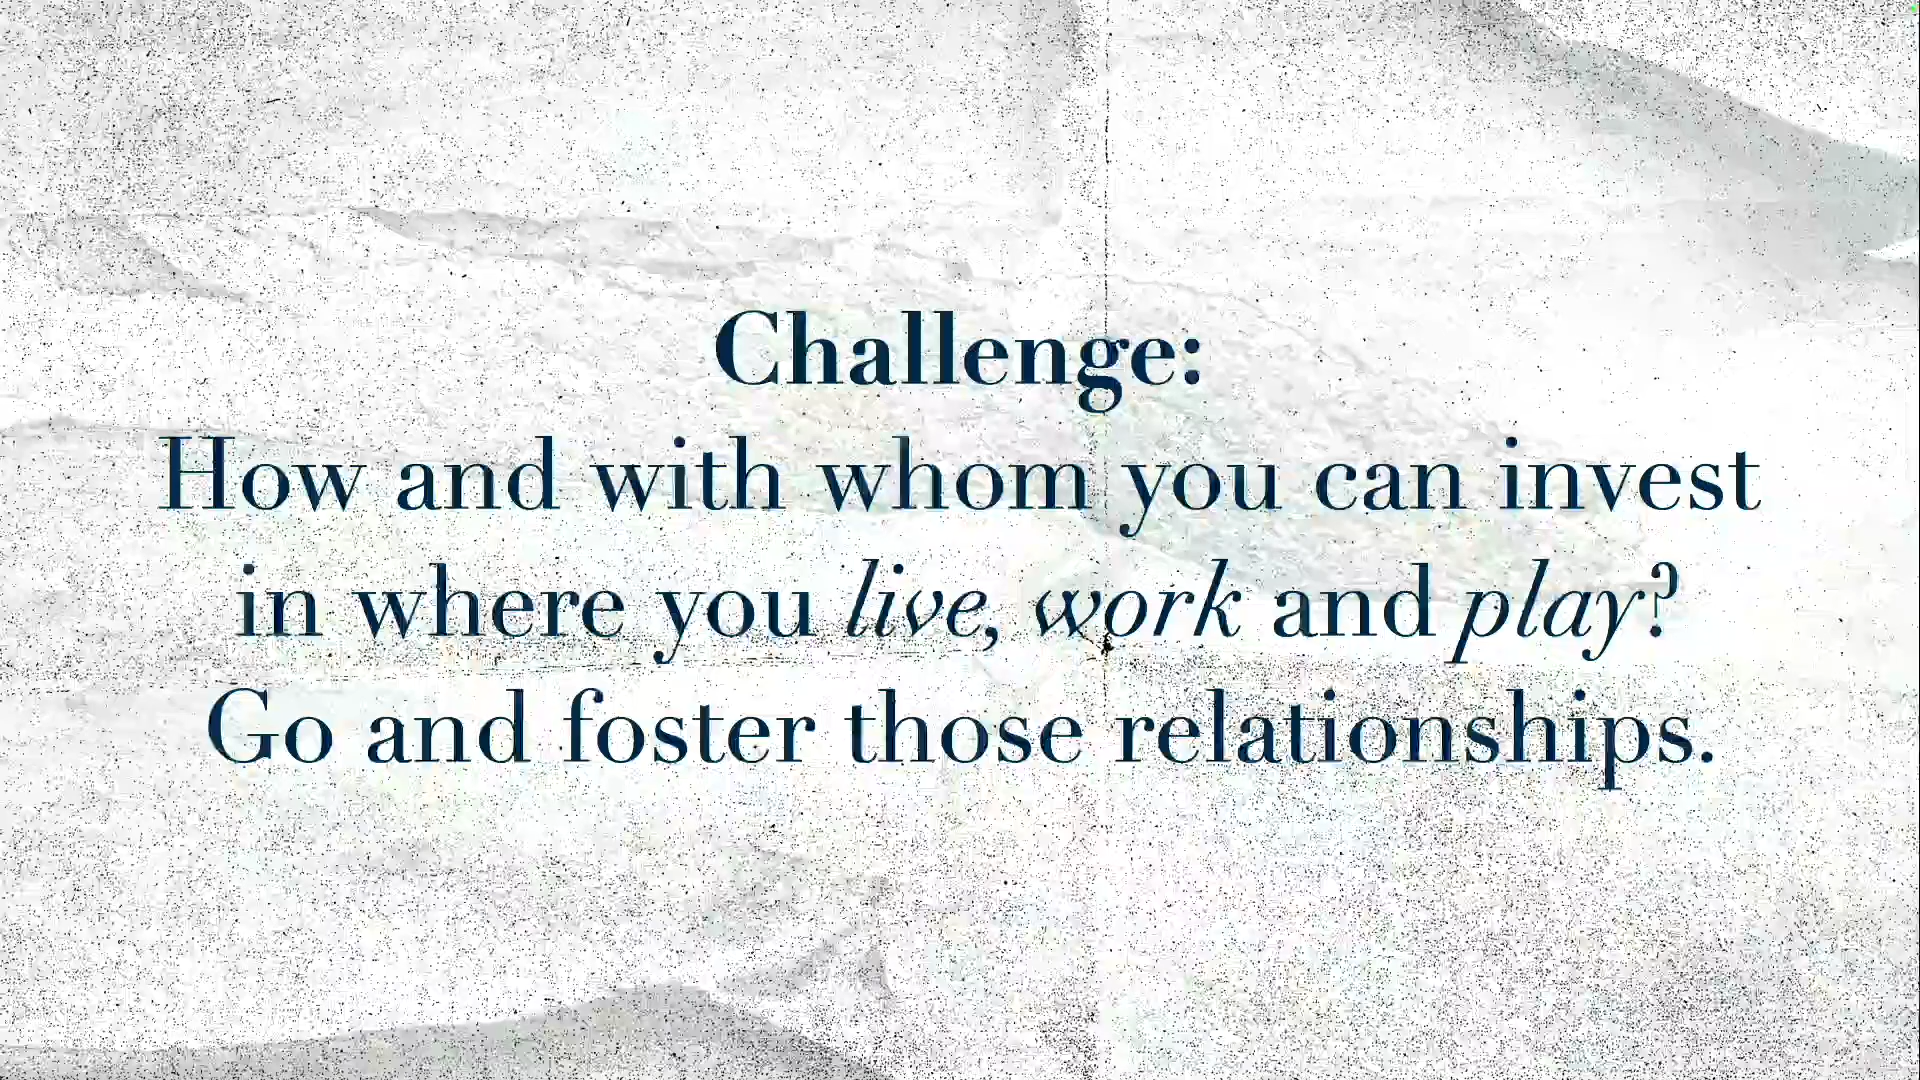 Challenge:
How and with whom you can invest
in where you live, work and play?
Go and foster those relationships.